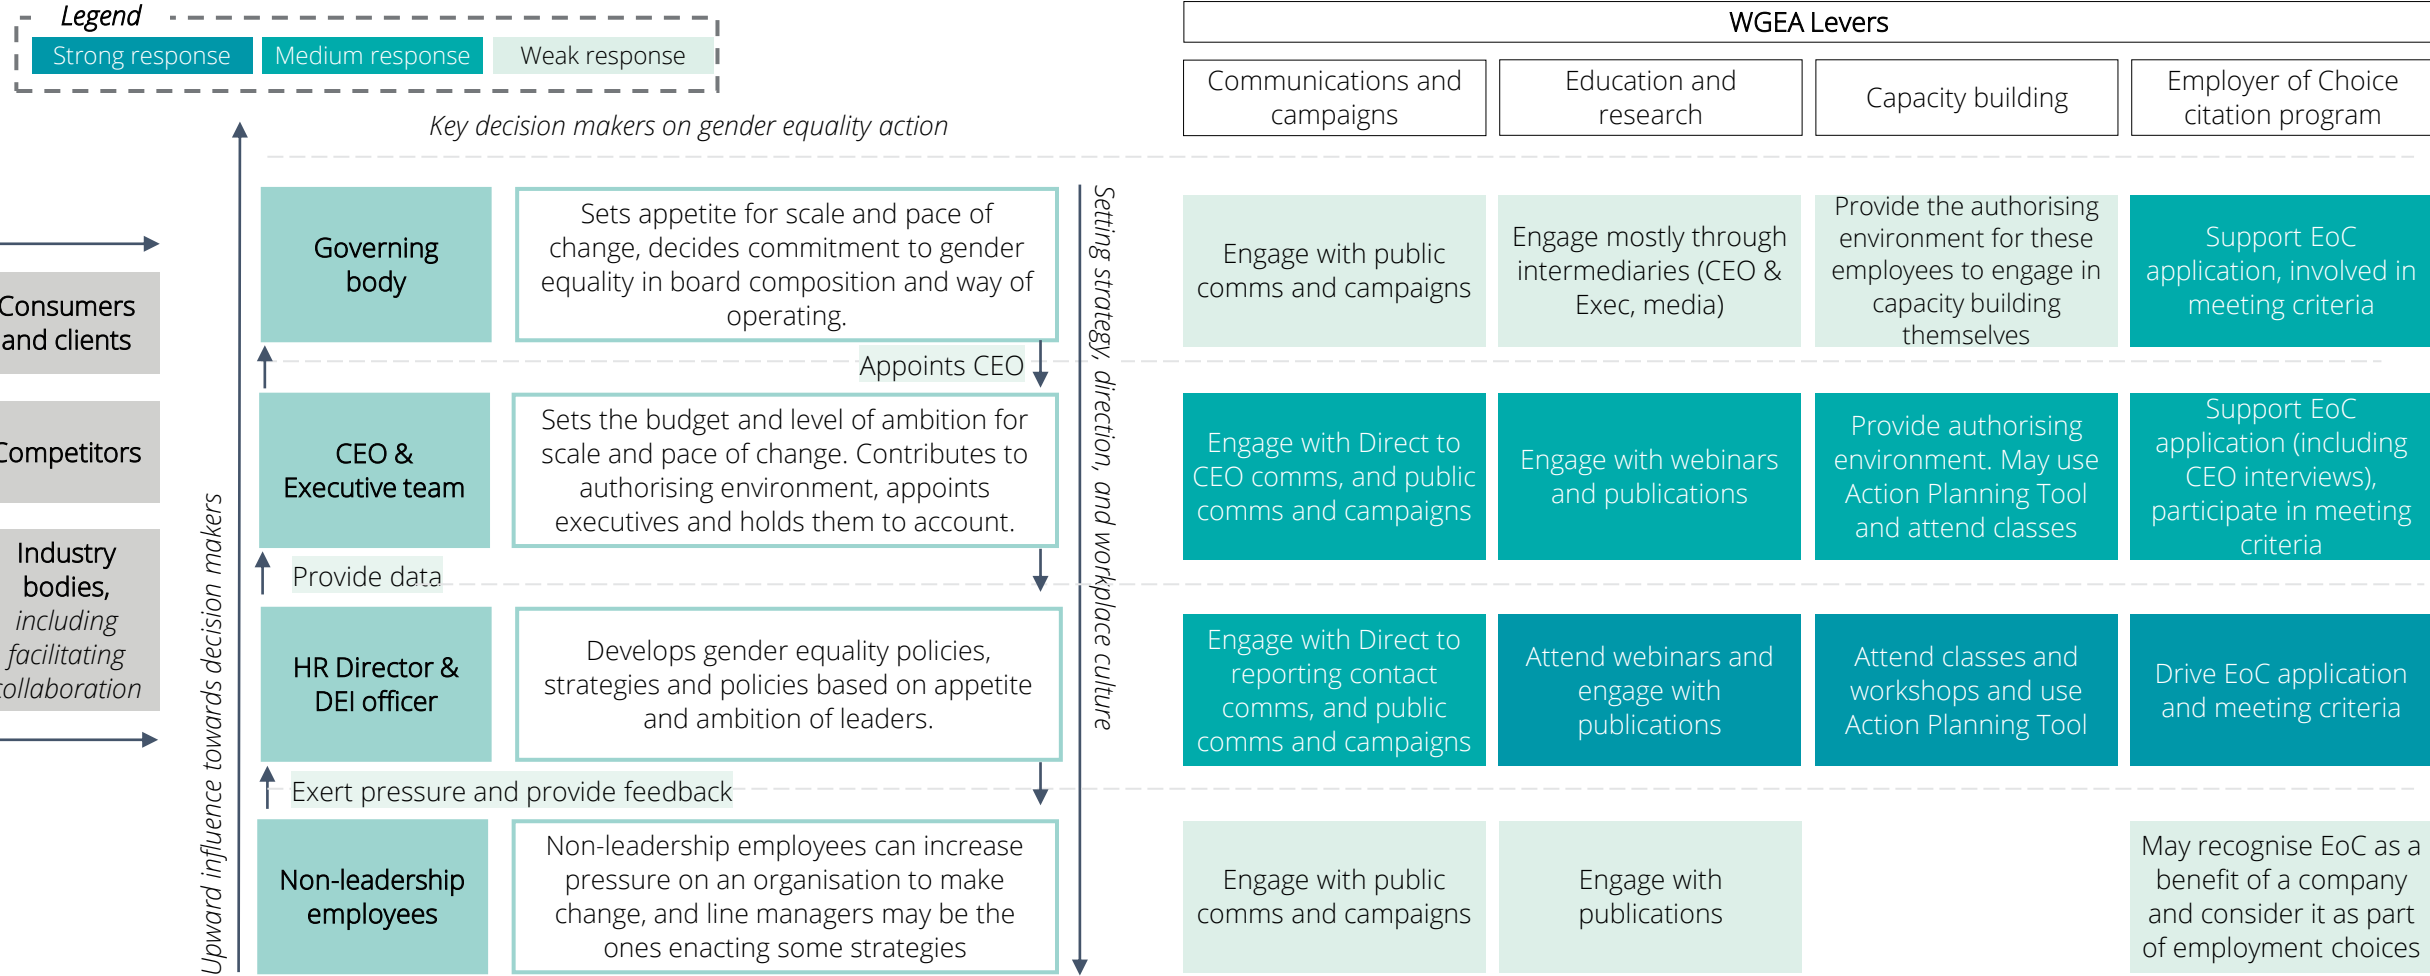 Legend
Strong response
Medium response
Weak response
WGEA Levers
Communications and
campaigns
Education and
research
Capacity building
Employer of Choice
citation program
Key decision makers on gender equality action
Consumers
and clients
Competitors
Industry
bodies,
including
facilitating
collaboration
Upward influence towards decision makers
Setting strategy, direction, and workplace culture
Governing
body
Sets appetite for scale and pace of
change, decides commitment to gender
equality in board composition and way of
operating.
Engage with public
comms and campaigns
Engage mostly through
intermediaries (CEO &
Exec, media)
Provide the authorising
environment for these
employees to engage in
capacity building
themselves
Support EoC
application, involved in
meeting criteria
Appoints CEO
CEO &
Executive team
Sets the budget and level of ambition for
scale and pace of change. Contributes to
authorising environment, appoints
executives and holds them to account.
Engage with Direct to
CEO comms, and public
comms and campaigns
Engage with webinars
and publications
Provide authorising
environment. May use
Action Planning Tool
and attend classes
Support EoC
application (including
CEO interviews),
participate in meeting
criteria
Provide data
HR Director &
DEI officer
Develops gender equality policies,
strategies and policies based on appetite
and ambition of leaders.
Engage with Direct to
reporting contact
comms, and public
comms and campaigns
Attend webinars and
engage with
publications
Attend classes and
workshops and use
Action Planning Tool
Drive EoC application
and meeting criteria
Exert pressure and provide feedback
Non-leadership
employees
Non-leadership employees can increase
pressure on an organisation to make
change, and line managers may be the
ones enacting some strategies
Engage with public
comms and campaigns
Engage with
publications
May recognise EoC as a
benefit of a company
and consider it as part
of employment choices